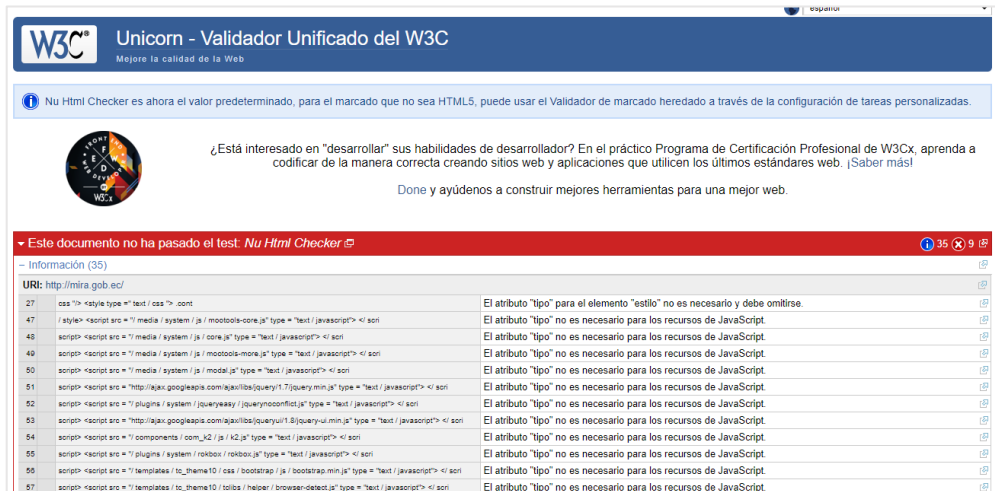 español
W3C® Unicorn - Validador Unificado del W3C
Mejore la calidad de la Web
Nu Html Checker es ahora el valor predeterminado, para el marcado que no sea HTML5, puede usar el Validador de marcado heredado a través de la configuración de tareas personalizadas.
¿Está interesado en "desarrollar" sus habilidades de desarrollador? En el práctico Programa de Certificación Profesional de W3Cx, aprenda a
codificar de la manera correcta creando sitios web y aplicaciones que utilicen los últimos estándares web. ¡Saber más!
FRONT END WEB DEVELOPER
W3Cx
Done y ayúdenos a construir mejores herramientas para una mejor web.
Este documento no ha pasado el test: Nu Html Checker 35 9
− Información (35)
URI: http://mira.gob.ec/
27 css "/> <style type =" text / css "> .cont El atributo "tipo" para el elemento "estilo" no es necesario y debe omitirse.
47 / style> <script src = "/ media / system / js / mootools-core.js" type = "text / javascript"> </ scri El atributo "tipo" no es necesario para los recursos de JavaScript.
48 script> <script src = "/ media / system / js / core.js" type = "text / javascript"> </ scri El atributo "tipo" no es necesario para los recursos de JavaScript.
49 script> <script src = "/ media / system / js / mootools-more.js" type = "text / javascript"> </ scri El atributo "tipo" no es necesario para los recursos de JavaScript.
50 script> <script src = "/ media / system / js / modal.js" type = "text / javascript"> </ scri El atributo "tipo" no es necesario para los recursos de JavaScript.
51 script> <script src = "http://ajax.googleapis.com/ajax/libs/jquery/1.7/jquery.min.js" type = "text / javascript"> </ scri El atributo "tipo" no es necesario para los recursos de JavaScript.
52 script> <script src = "/ plugins / system / jqueryeasy / jquerynoconflict.js" type = "text / javascript"> </ scri El atributo "tipo" no es necesario para los recursos de JavaScript.
53 script> <script src = "http://ajax.googleapis.com/ajax/libs/jqueryui/1.8/jquery-ui.min.js" type = "text / javascript"> </ scri El atributo "tipo" no es necesario para los recursos de JavaScript.
54 script> <script src = "/ components / com_k2 / js / k2.js" type = "text / javascript"> </ scri El atributo "tipo" no es necesario para los recursos de JavaScript.
55 script> <script src = "/ plugins / system / rokbox / rokbox.js" type = "text / javascript"> </ scri El atributo "tipo" no es necesario para los recursos de JavaScript.
56 script> <script src = "/ templates / tc_theme10 / css / bootstrap / js / bootstrap.min.js" type = "text / javascript"> </ scri El atributo "tipo" no es necesario para los recursos de JavaScript.
57 script> <script src = "/ templates / tc_theme10 / tclibs / helper / browser-detect.js" type = "text / javascript"> </ scri El atributo "tipo" no es necesario para los recursos de JavaScript.